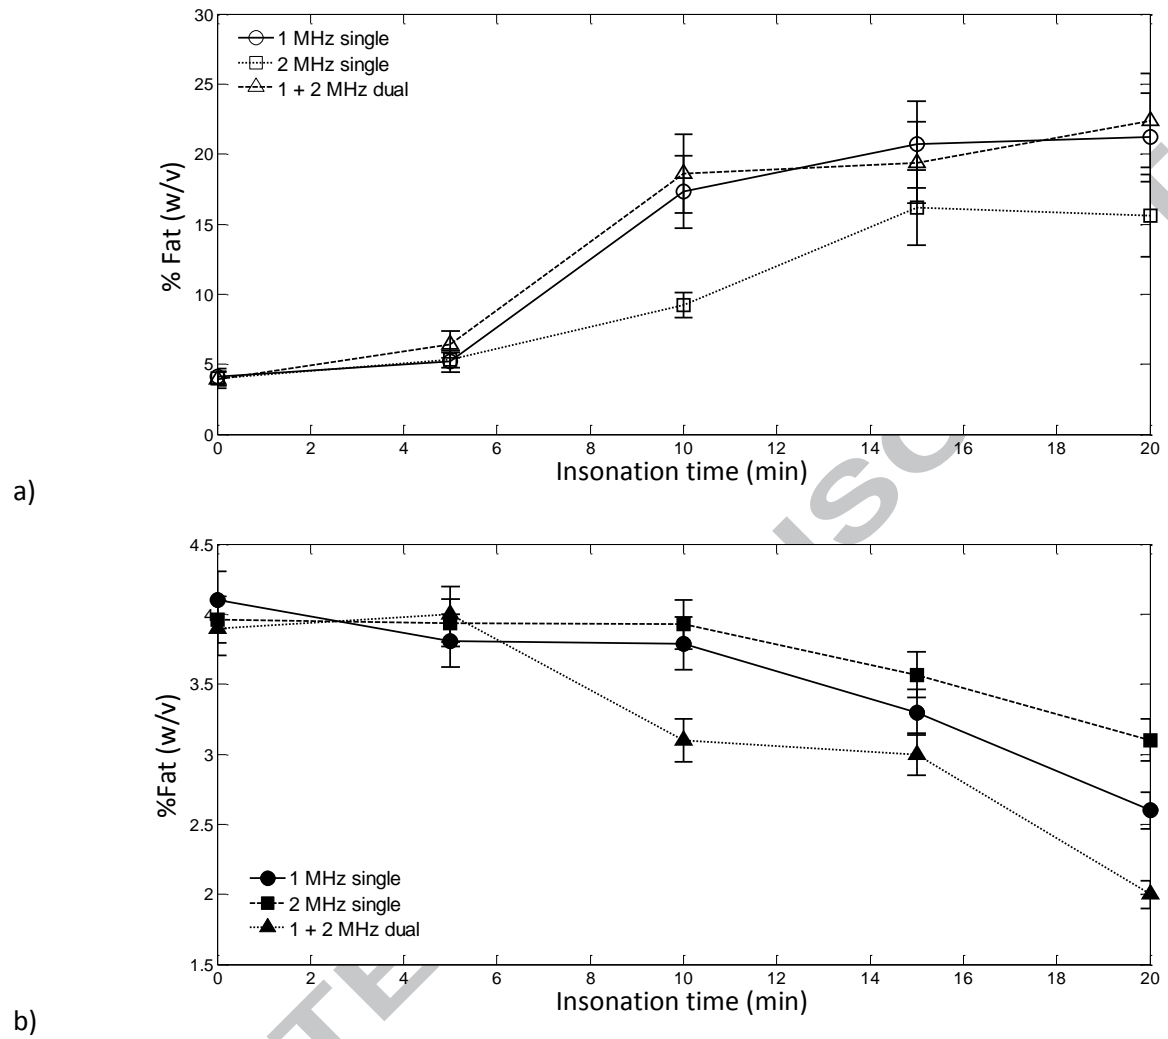 30
25
20
15
10
5
0
% Fat (w/v)
1 MHz single
2 MHz single
1 + 2 MHz dual
0 2 4 6 8 10 12 14 16 18 20
Insonation time (min)
a)
4.5
4
3.5
3
2.5
2
1.5
%Fat (w/v)
1 MHz single
2 MHz single
1 + 2 MHz dual
0 2 4 6 8 10 12 14 16 18 20
Insonation time (min)
b)